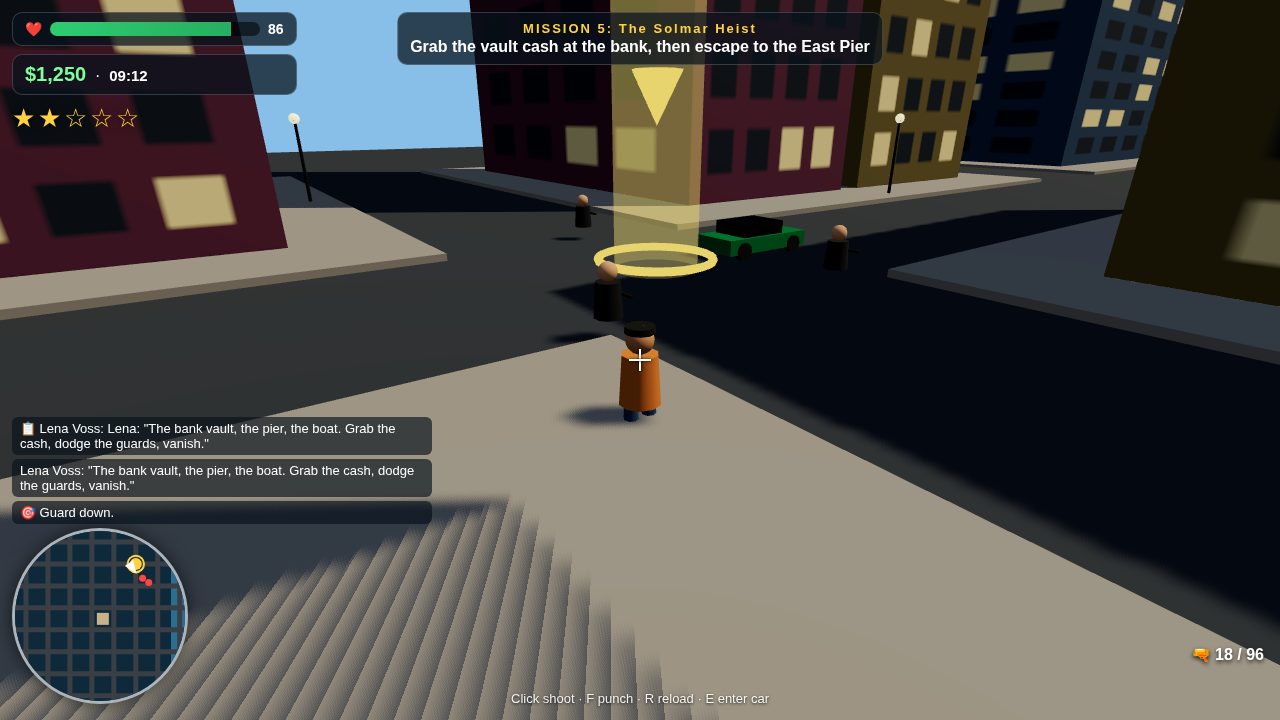 ❤️ 86
$1,250 · 09:12
★★☆☆☆
MISSION 5: The Solmar Heist
Grab the vault cash at the bank, then escape to the East Pier
📋 Lena Voss: Lena: "The bank vault, the pier, the boat. Grab the
cash, dodge the guards, vanish."
Lena Voss: "The bank vault, the pier, the boat. Grab the cash, dodge
the guards, vanish."
🎯 Guard down.
🔫 18 / 96
Click shoot · F punch · R reload · E enter car